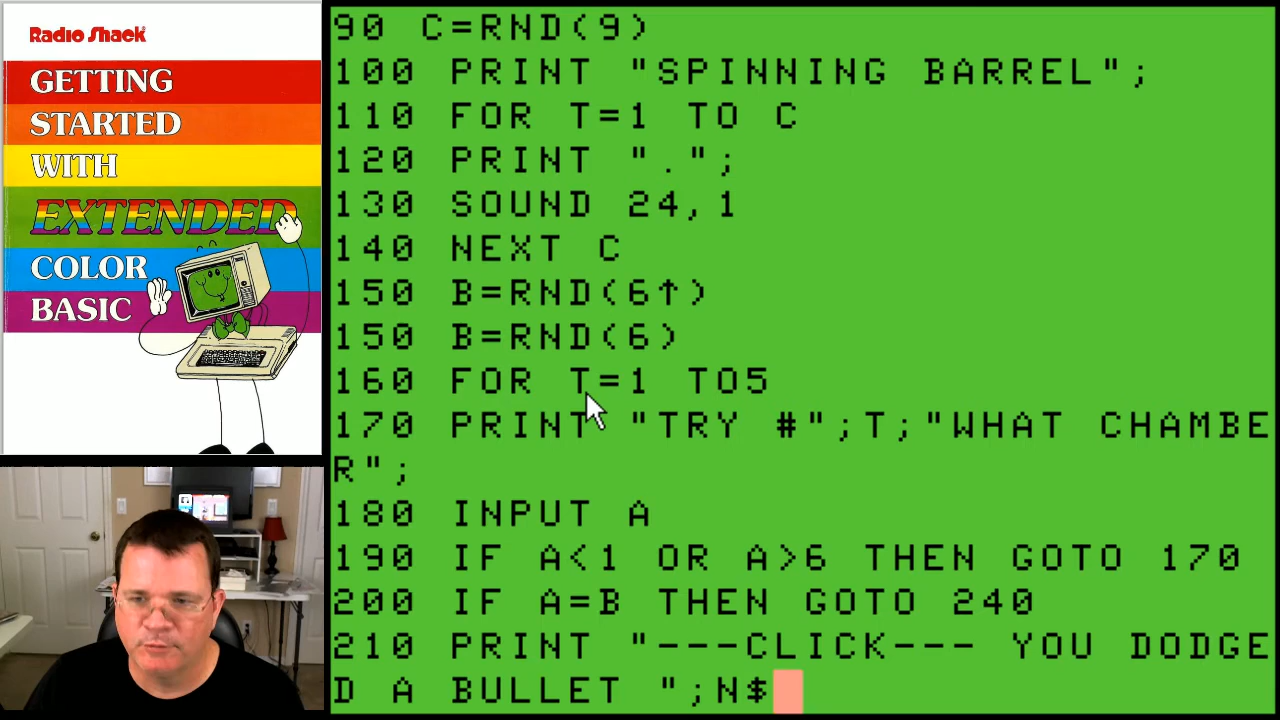 Radio Shack
GETTING
STARTED
WITH
EXTENDED
COLOR
BASIC
90 C=RND(9)
100 PRINT "SPINNING BARREL";
110 FOR T=1 TO C
120 PRINT ".";
130 SOUND 24,1
140 NEXT C
150 B=RND(6↑)
150 B=RND(6)
160 FOR T=1 TO5
170 PRINT "TRY #";T;"WHAT CHAMBE
R";
180 INPUT A
190 IF A<1 OR A>6 THEN GOTO 170
200 IF A=B THEN GOTO 240
210 PRINT "---CLICK--- YOU DODGE
D A BULLET ";N$